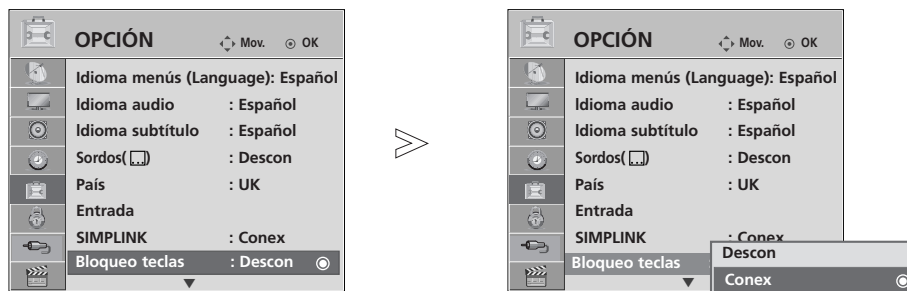 OPCIÓN Mov. OK
Idioma menús (Language): Español
Idioma audio : Español
Idioma subtítulo : Español
Sordos( ) : Descon
País : UK
Entrada
SIMPLINK : Conex
Bloqueo teclas : Descon
OPCIÓN Mov. OK
Idioma menús (Language): Español
Idioma audio : Español
Idioma subtítulo : Español
Sordos( ) : Descon
País : UK
Entrada
SIMPLINK : Conex
Bloqueo teclas
Descon
Conex